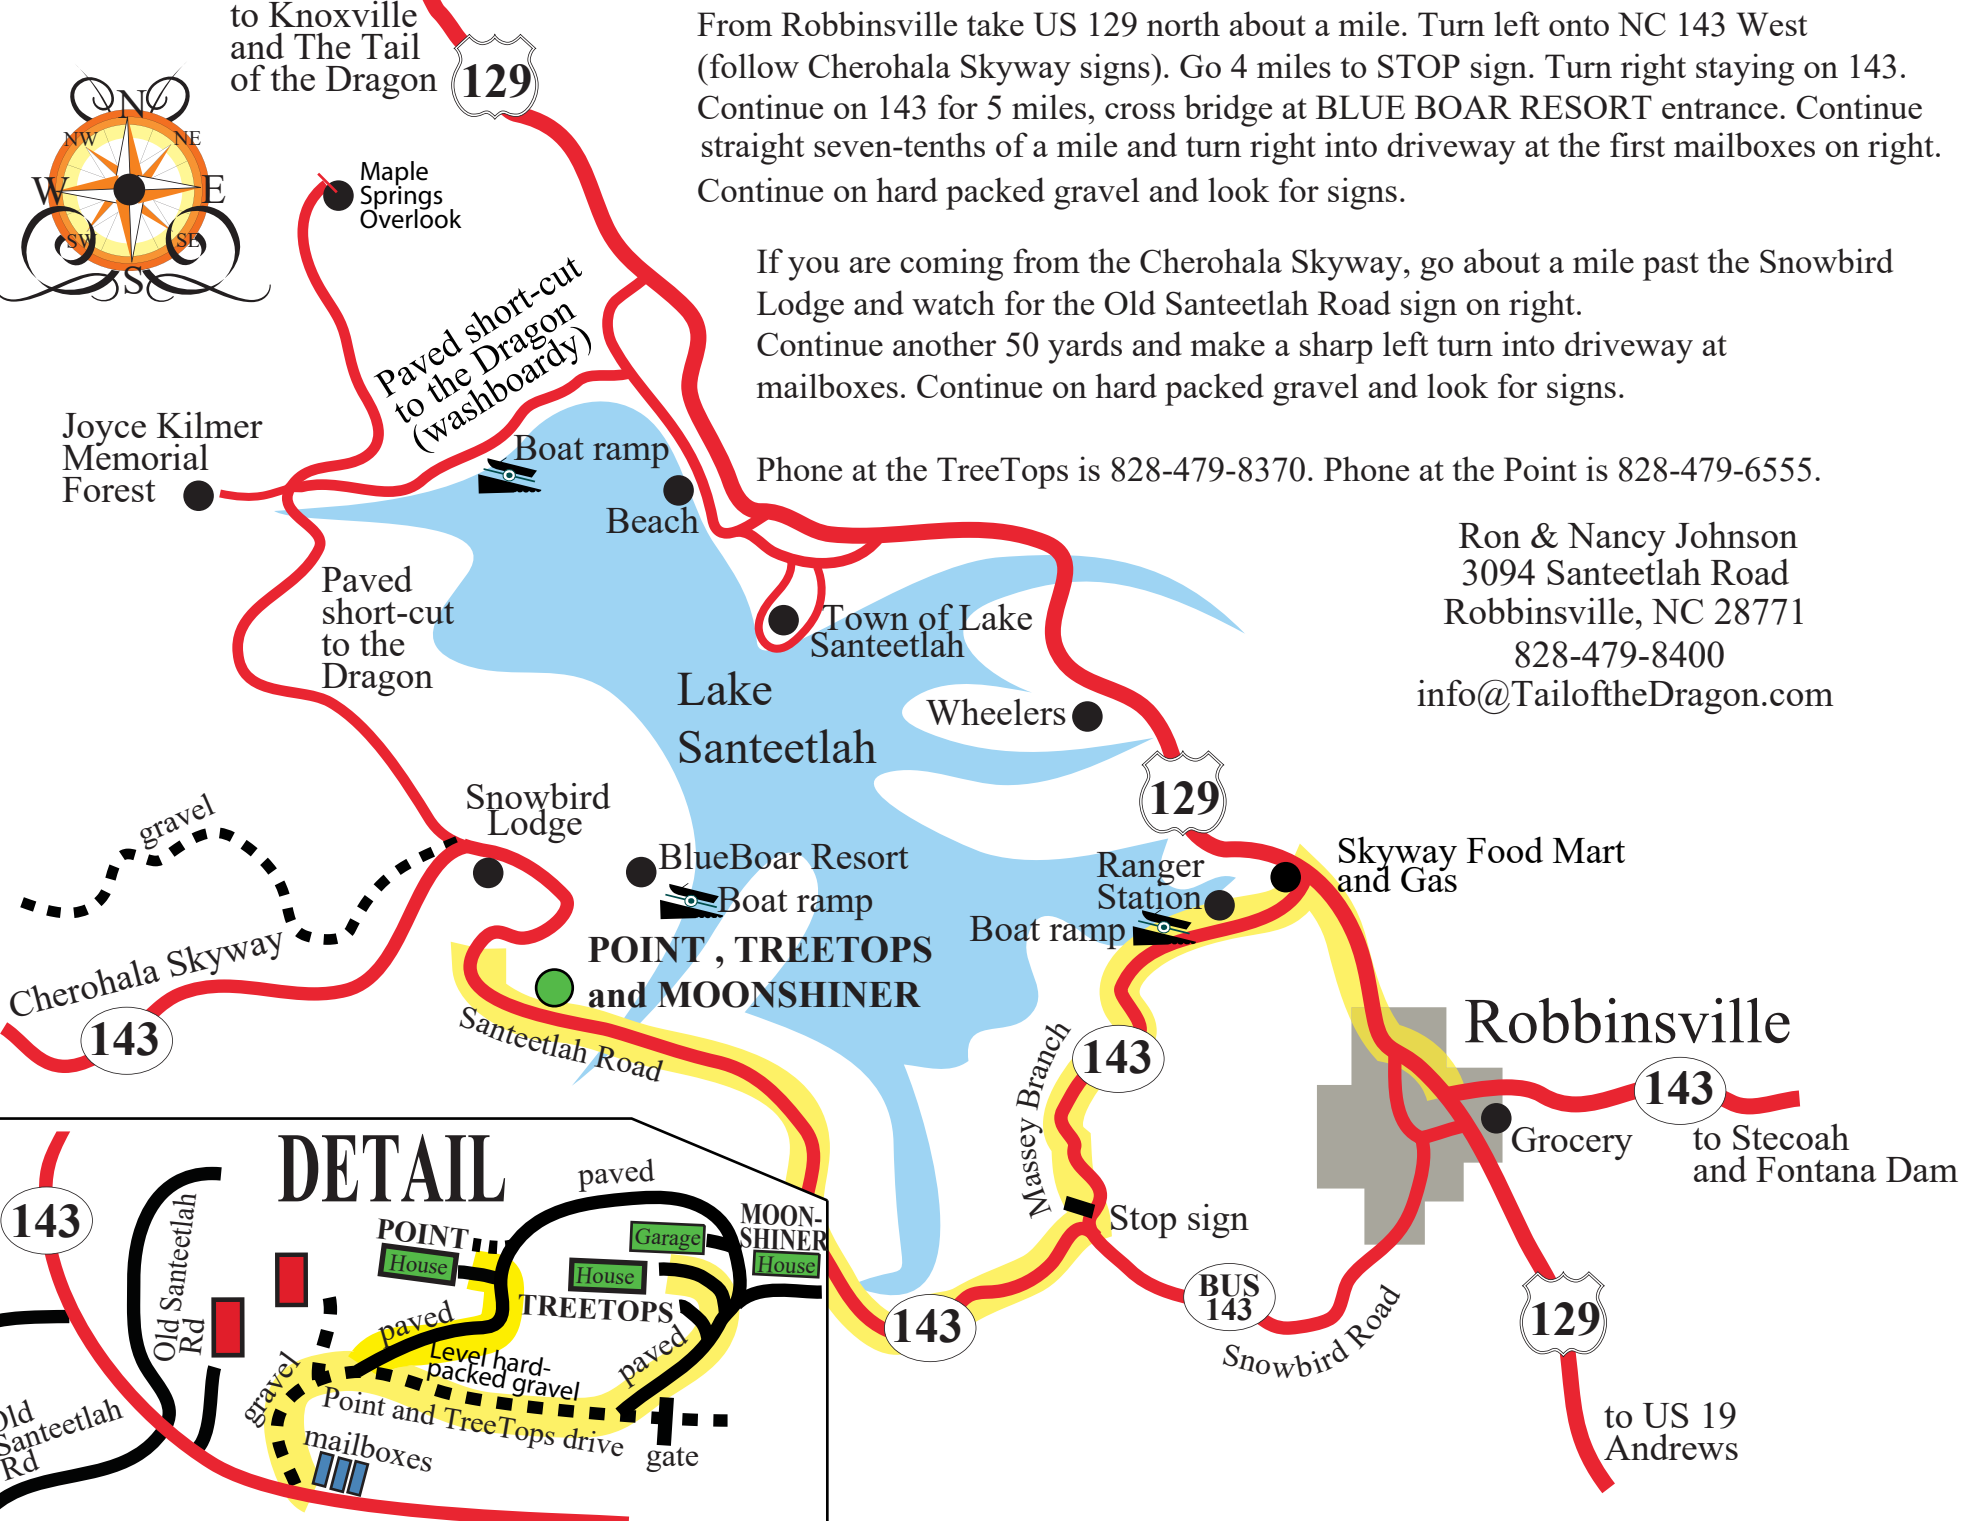 to Knoxville
and The Tail
of the Dragon
129
From Robbinsville take US 129 north about a mile. Turn left onto NC 143 West
(follow Cherohala Skyway signs). Go 4 miles to STOP sign. Turn right staying on 143.
Continue on 143 for 5 miles, cross bridge at BLUE BOAR RESORT entrance. Continue
straight seven-tenths of a mile and turn right into driveway at the first mailboxes on right.
Continue on hard packed gravel and look for signs.
N
NW
NE
W
E
SW
SE
S
Maple
Springs
Overlook
If you are coming from the Cherohala Skyway, go about a mile past the Snowbird
Lodge and watch for the Old Santeetlah Road sign on right.
Continue another 50 yards and make a sharp left turn into driveway at
mailboxes. Continue on hard packed gravel and look for signs.
Paved short-cut
to the Dragon
(washboardy)
Joyce Kilmer
Memorial
Forest
Boat ramp
Beach
Phone at the TreeTops is 828-479-8370. Phone at the Point is 828-479-6555.
Ron & Nancy Johnson
3094 Santeetlah Road
Robbinsville, NC 28771
828-479-8400
info@TailoftheDragon.com
Paved
short-cut
to the
Dragon
Town of Lake
Santeetlah
Lake
Santeetlah
Wheelers
129
Snowbird
Lodge
gravel
BlueBoar Resort
Boat ramp
Ranger
Station
Boat ramp
Skyway Food Mart
and Gas
Cherohala Skyway
143
POINT , TREETOPS
and MOONSHINER
Santeetlah Road
Massey Branch
143
Robbinsville
143
Grocery
to Stecoah
and Fontana Dam
Stop sign
BUS
143
143
Snowbird Road
129
to US 19
Andrews
DETAIL
143
Old Santeetlah
Rd
paved
POINT
House
Garage
MOON-
SHINER
House
House
TREETOPS
paved
paved
Level hard-
packed gravel
gravel
Point and TreeTops drive
mailboxes
gate
Old
Santeetlah
Rd